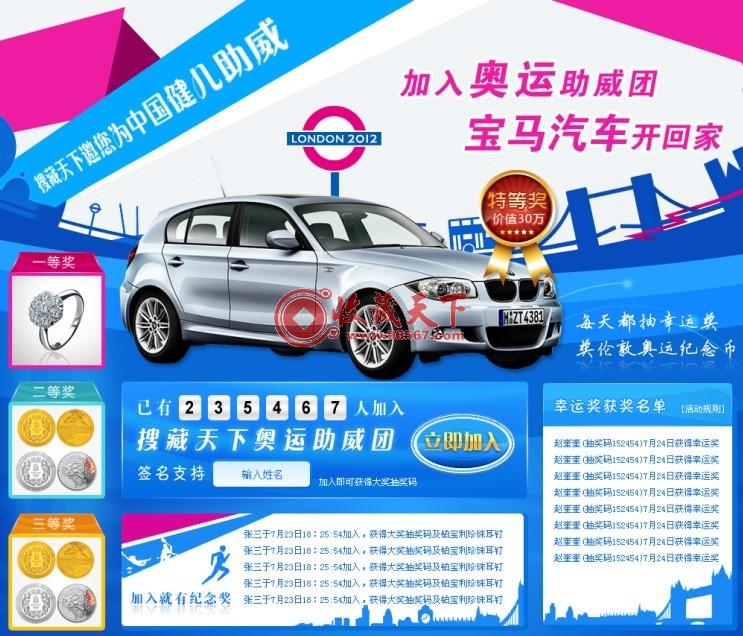 搜藏天下邀您为中国健儿助威
加入奥运助威团
宝马汽车开回家
LONDON 2012
特等奖
价值30万
一等奖
M:ZT4381
收藏天下
www.96567.com
每天都抽幸运奖
奖伦敦奥运纪念币
二等奖
已有 2 3 5 4 6 7 人加入
搜藏天下奥运助威团
立即加入
签名支持 输入姓名 加入即可获得大奖抽奖码
幸运奖获奖名单 [活动规则]
赵奎奎(抽奖码152454)7月24日获得幸运奖
赵奎奎(抽奖码152454)7月24日获得幸运奖
赵奎奎(抽奖码152454)7月24日获得幸运奖
赵奎奎(抽奖码152454)7月24日获得幸运奖
赵奎奎(抽奖码152454)7月24日获得幸运奖
赵奎奎(抽奖码152454)7月24日获得幸运奖
赵奎奎(抽奖码152454)7月24日获得幸运奖
赵奎奎(抽奖码152454)7月24日获得幸运奖
三等奖
张三于7月23日18：25:54加入，获得大奖抽奖码及铂宝利珍珠耳钉
张三于7月23日18：25:54加入，获得大奖抽奖码及铂宝利珍珠耳钉
张三于7月23日18：25:54加入，获得大奖抽奖码及铂宝利珍珠耳钉
张三于7月23日18：25:54加入，获得大奖抽奖码及铂宝利珍珠耳钉
张三于7月23日18：25:54加入，获得大奖抽奖码及铂宝利珍珠耳钉
加入就有纪念奖